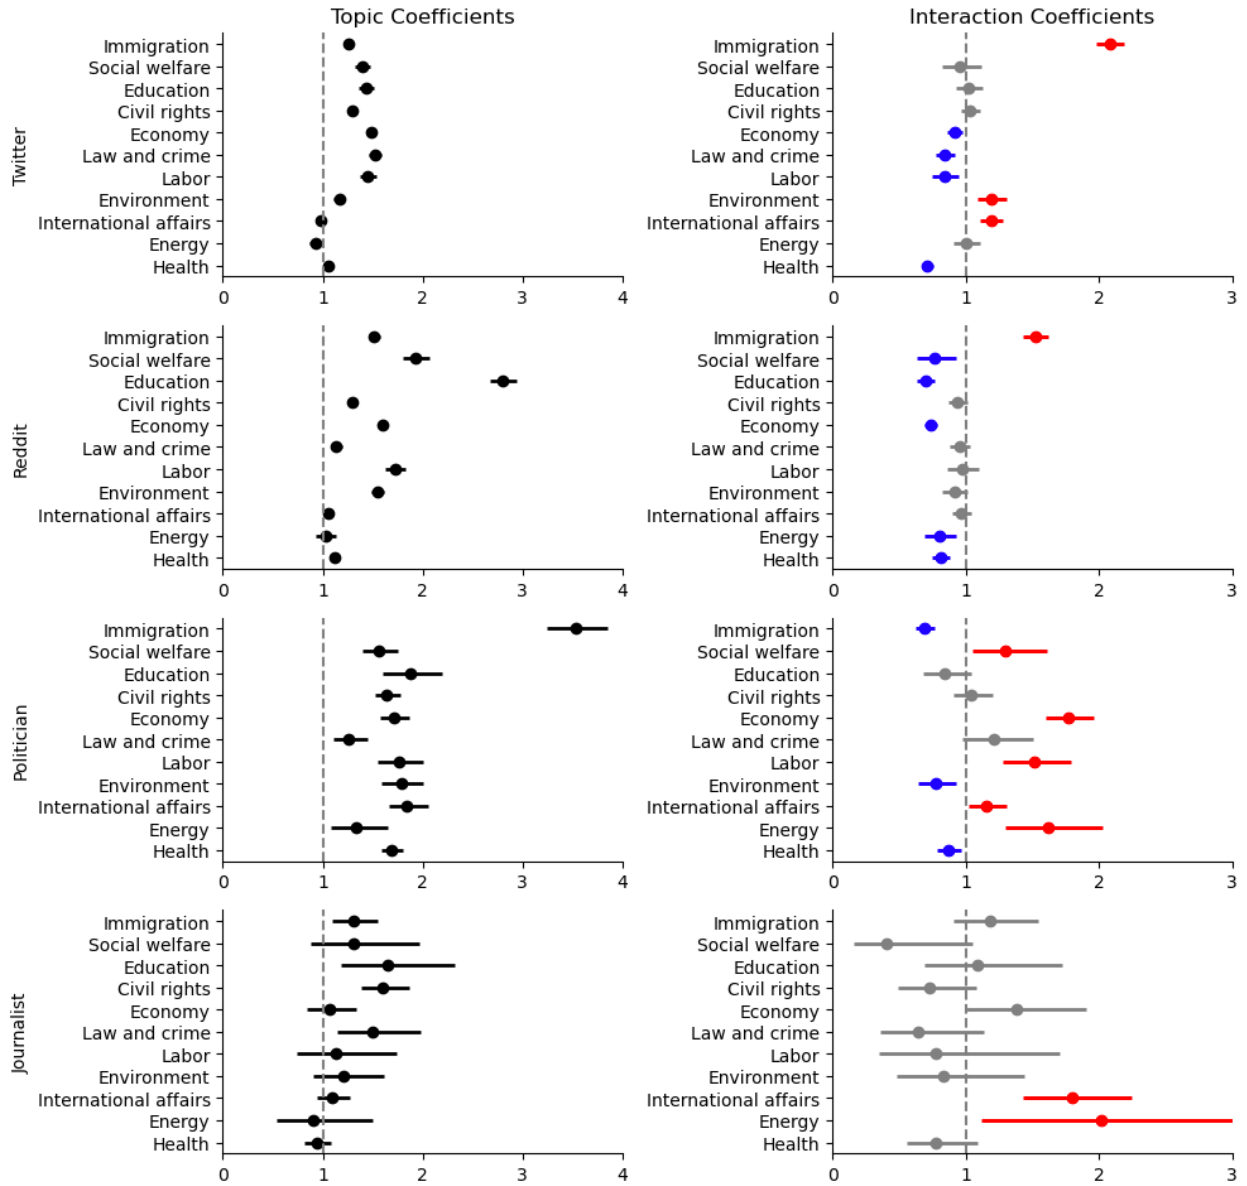 Topic Coefficients
Interaction Coefficients
Twitter
Immigration
Social welfare
Education
Civil rights
Economy
Law and crime
Labor
Environment
International affairs
Energy
Health
0 1 2 3 4
Immigration
Social welfare
Education
Civil rights
Economy
Law and crime
Labor
Environment
International affairs
Energy
Health
0 1 2 3
Reddit
Immigration
Social welfare
Education
Civil rights
Economy
Law and crime
Labor
Environment
International affairs
Energy
Health
0 1 2 3 4
Immigration
Social welfare
Education
Civil rights
Economy
Law and crime
Labor
Environment
International affairs
Energy
Health
0 1 2 3
Politician
Immigration
Social welfare
Education
Civil rights
Economy
Law and crime
Labor
Environment
International affairs
Energy
Health
0 1 2 3 4
Immigration
Social welfare
Education
Civil rights
Economy
Law and crime
Labor
Environment
International affairs
Energy
Health
0 1 2 3
Journalist
Immigration
Social welfare
Education
Civil rights
Economy
Law and crime
Labor
Environment
International affairs
Energy
Health
0 1 2 3 4
Immigration
Social welfare
Education
Civil rights
Economy
Law and crime
Labor
Environment
International affairs
Energy
Health
0 1 2 3